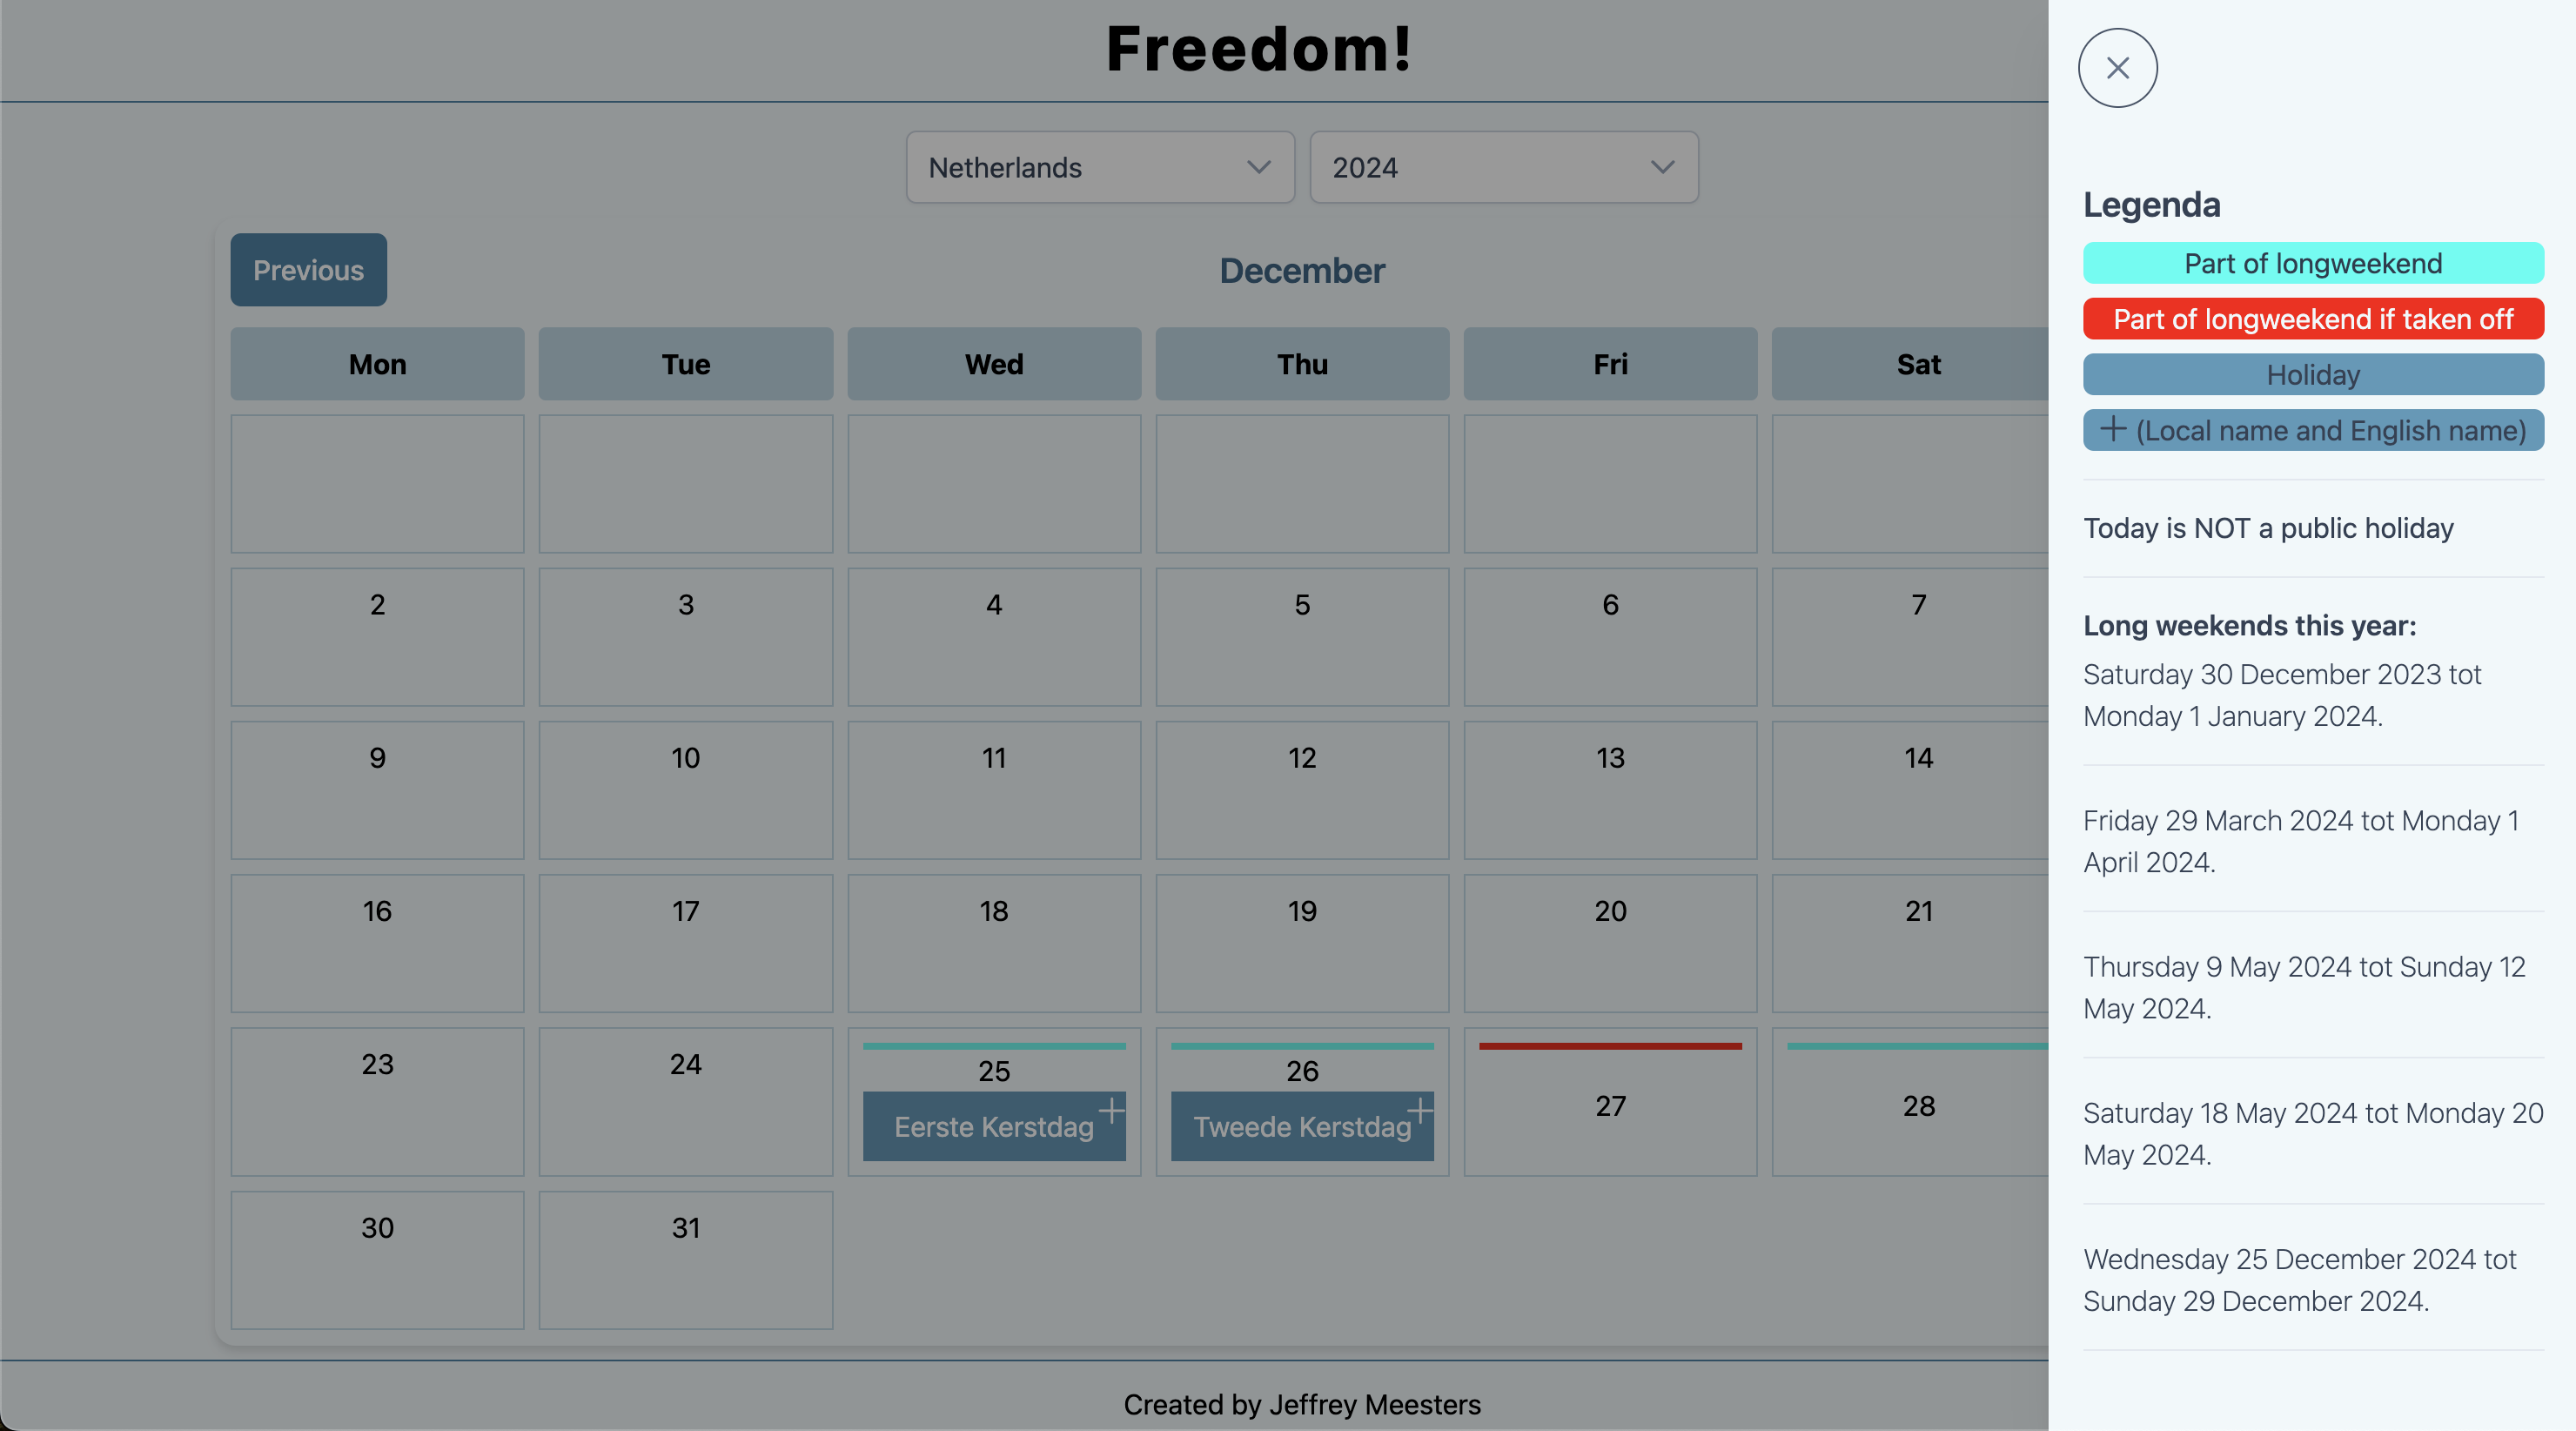 Freedom!
Netherlands
2024
Previous
December
Mon Tue Wed Thu Fri Sat
2 3 4 5 6 7
9 10 11 12 13 14
16 17 18 19 20 21
23 24 25 26 27 28
Eerste Kerstdag + Tweede Kerstdag +
30 31
Created by Jeffrey Meesters
Legenda
Part of longweekend
Part of longweekend if taken off
Holiday
+ (Local name and English name)
Today is NOT a public holiday
Long weekends this year:
Saturday 30 December 2023 tot
Monday 1 January 2024.
Friday 29 March 2024 tot Monday 1
April 2024.
Thursday 9 May 2024 tot Sunday 12
May 2024.
Saturday 18 May 2024 tot Monday 20
May 2024.
Wednesday 25 December 2024 tot
Sunday 29 December 2024.